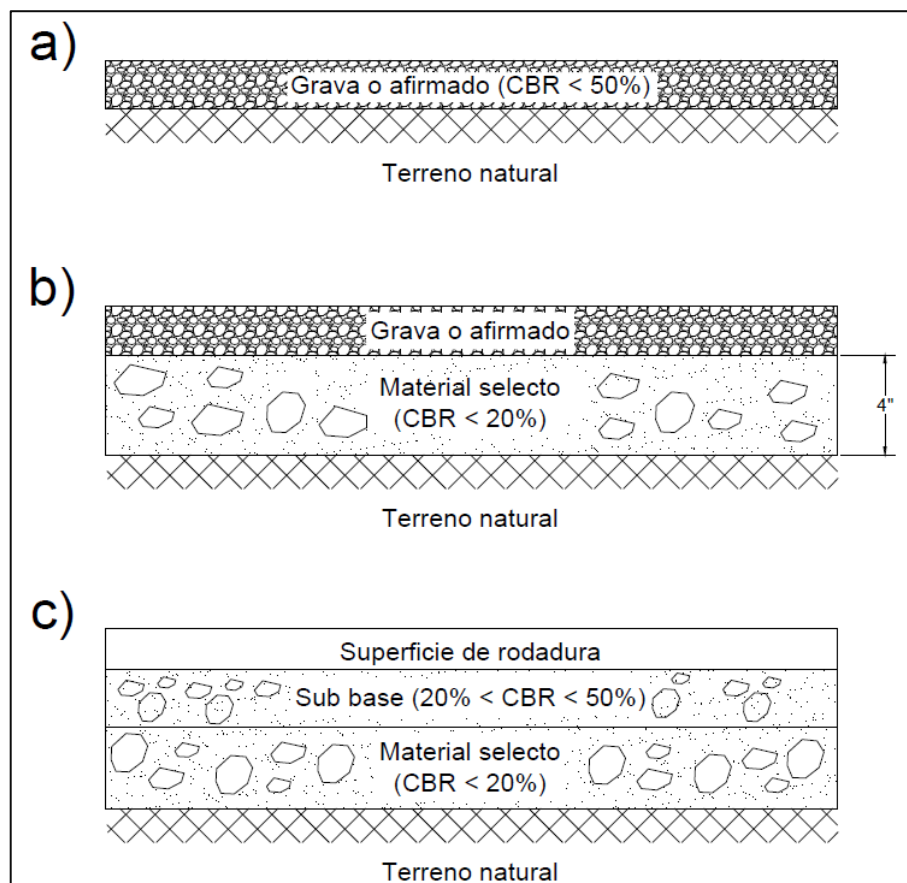 a)
Grava o afirmado (CBR < 50%)
Terreno natural
b)
Grava o afirmado
Material selecto
(CBR < 20%)
4"
Terreno natural
c)
Superficie de rodadura
Sub base (20% < CBR < 50%)
Material selecto
(CBR < 20%)
Terreno natural